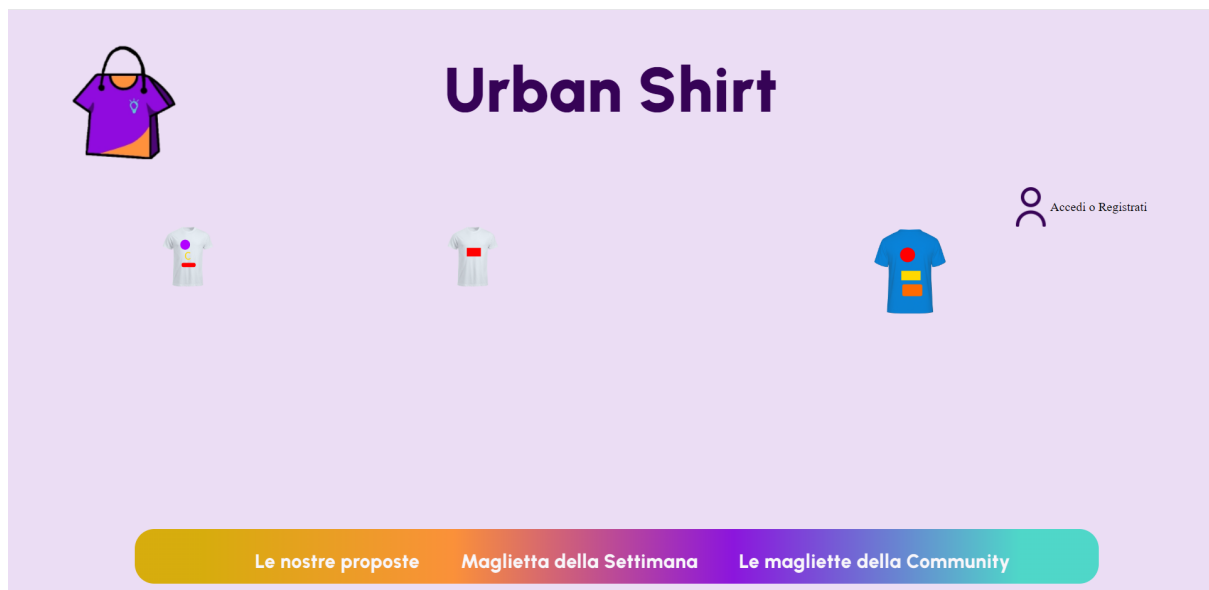 Urban Shirt
Accedi o Registrati
Le nostre proposte Maglietta della Settimana Le magliette della Community